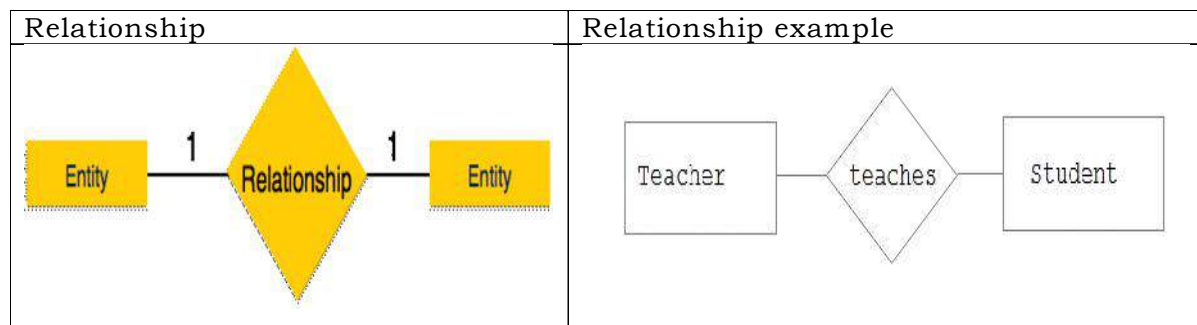 Relationship
Relationship example
1
1
Entity
Relationship
Entity
Teacher
teaches
Student